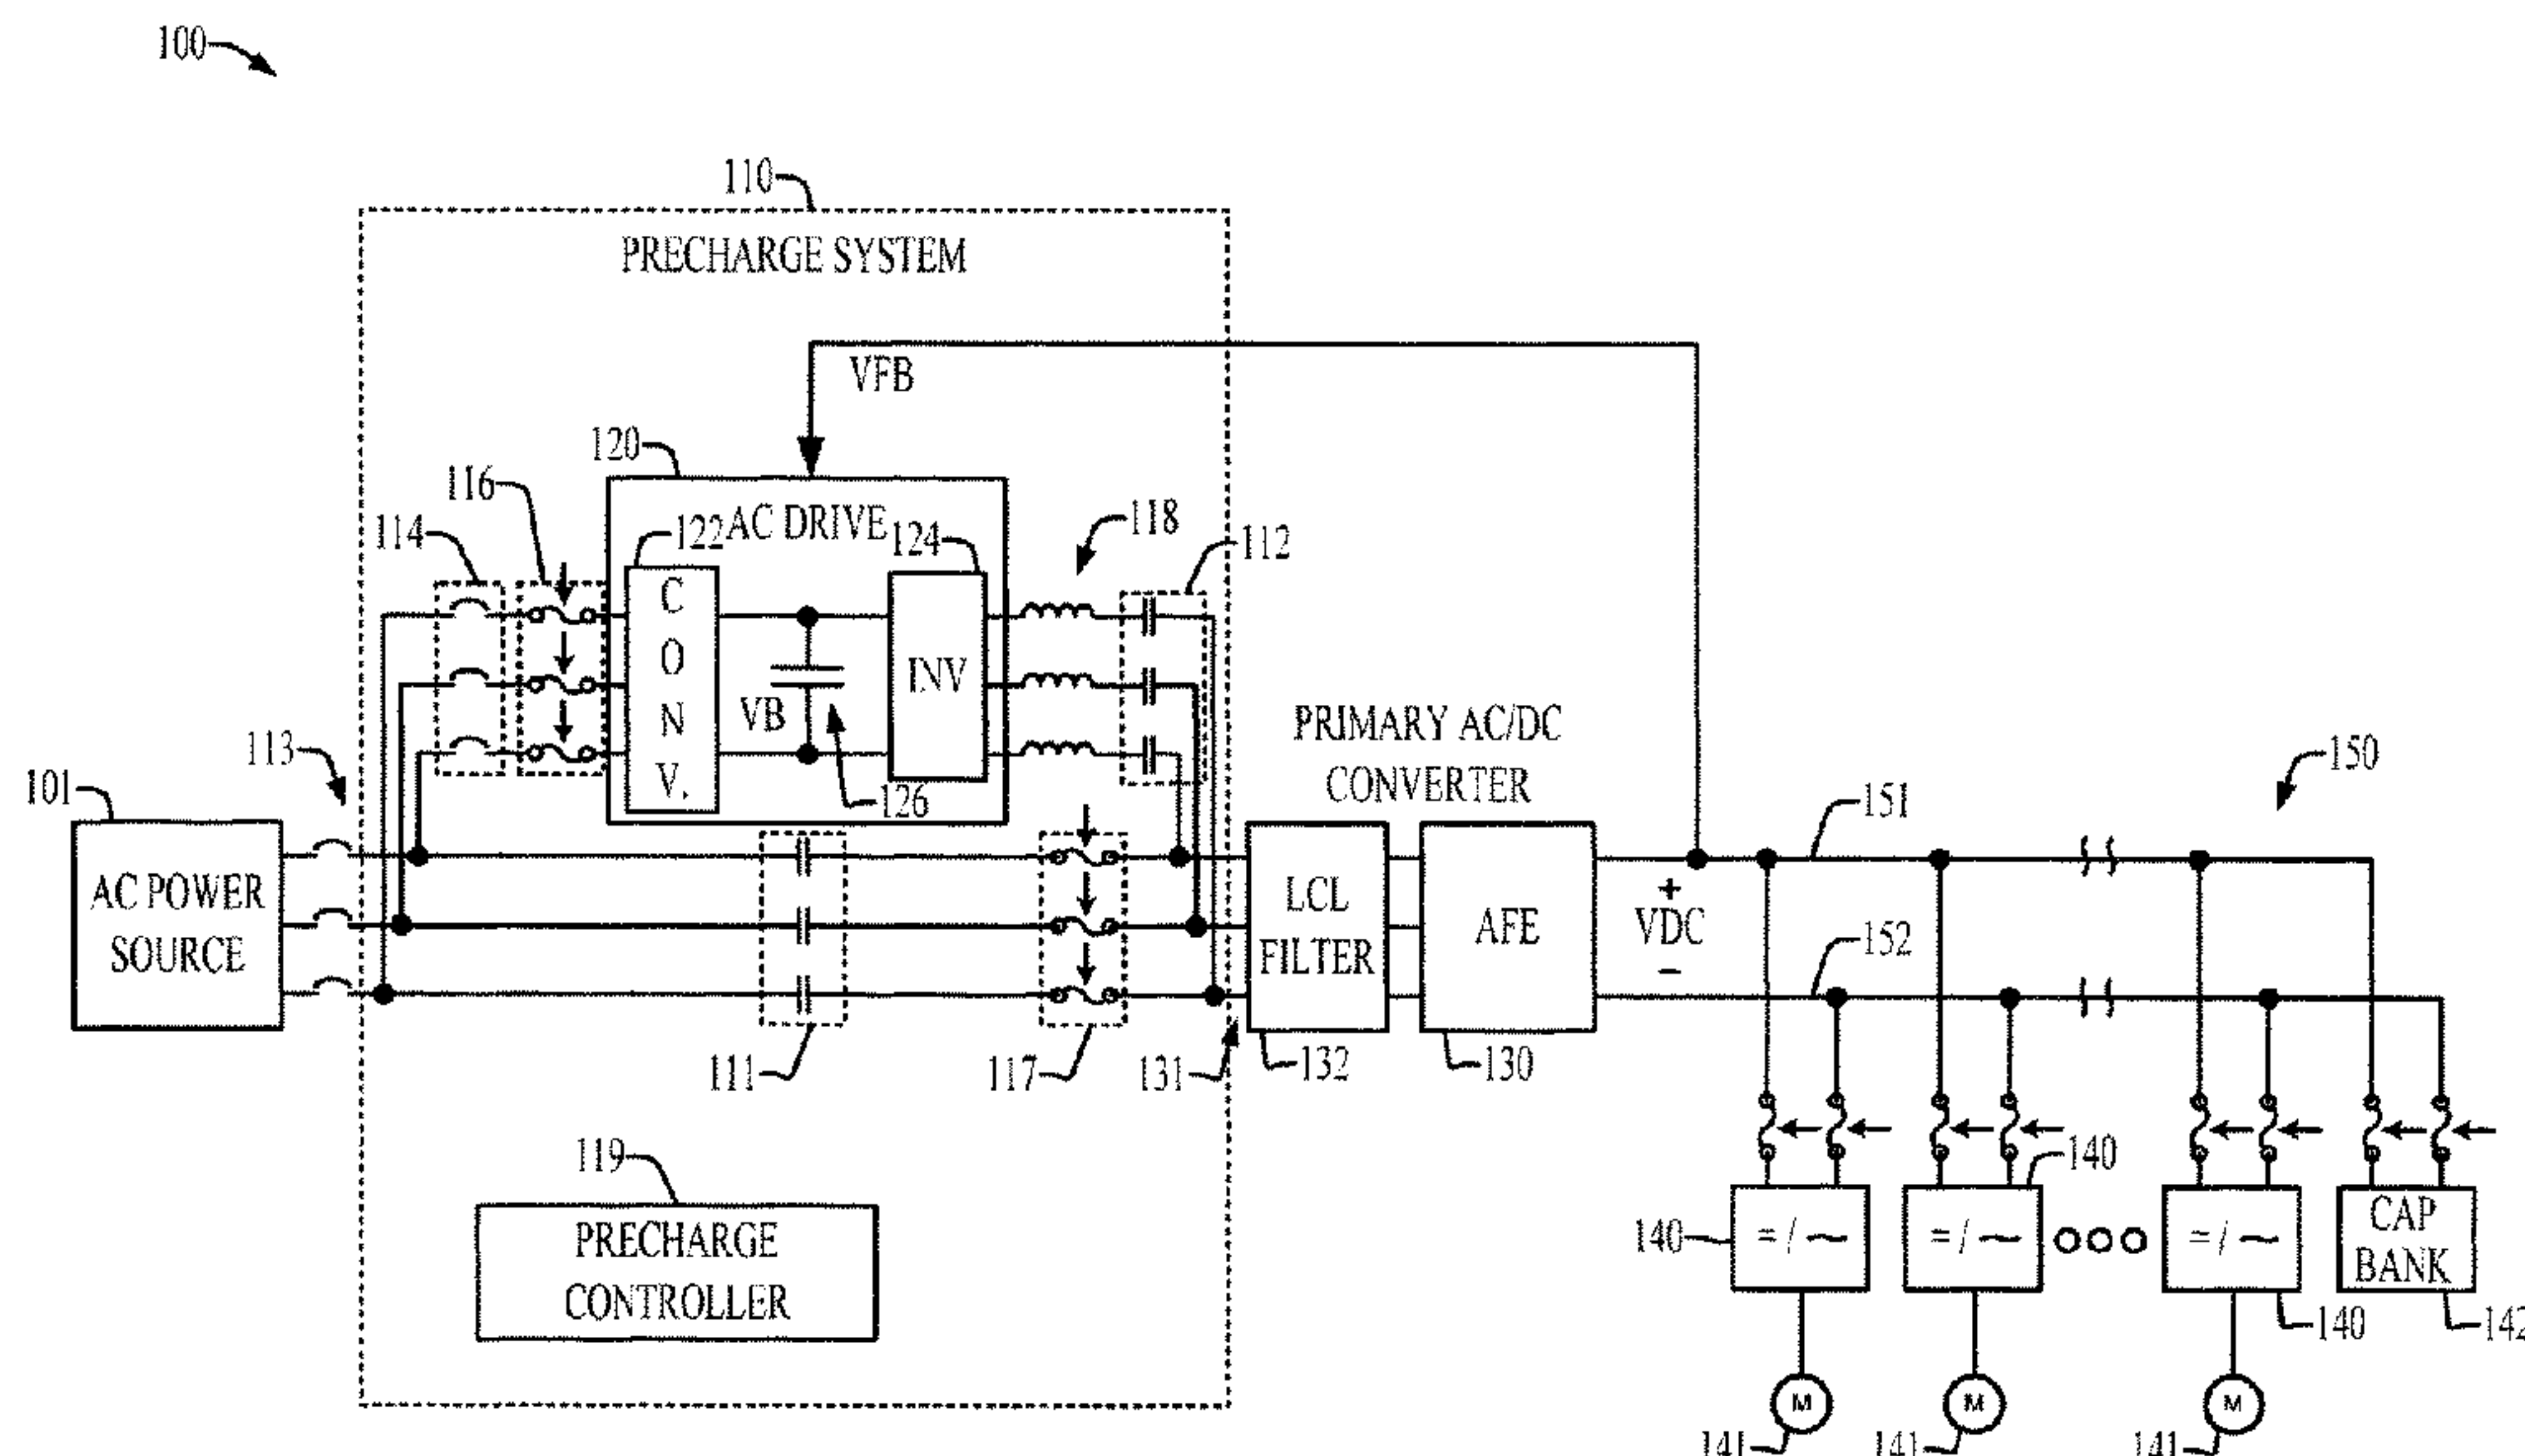 100
110
PRECHARGE SYSTEM
VFB
120
116
114
122
AC DRIVE
124
118
112
C
O
N
V.
INV
VB
126
113
101
AC POWER
SOURCE
PRIMARY AC/DC
CONVERTER
LCL
FILTER
AFE
+
VDC
−
151
152
150
111
117
131
132
130
119
PRECHARGE
CONTROLLER
140
= / ~
140
= / ~
= / ~
140
CAP
BANK
142
M
M
M
141
141
141